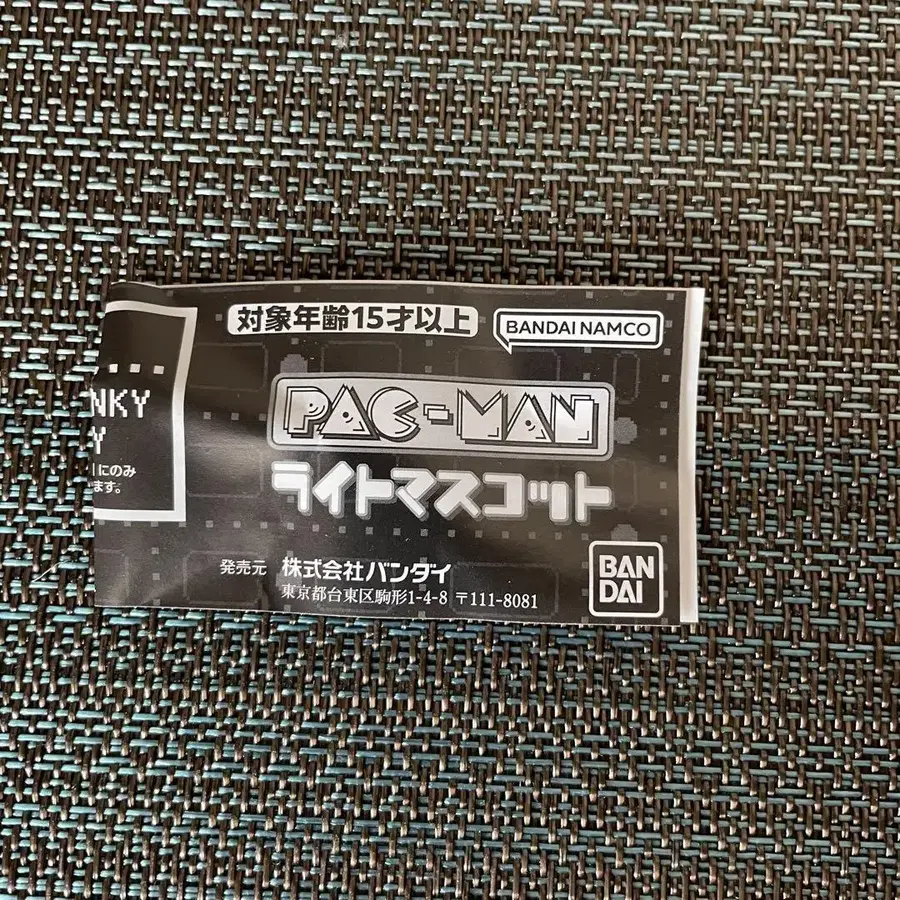 対象年齢15才以上
BANDAI NAMCO
PAC-MAN
ライトマスコット
発売元 株式会社バンダイ
東京都台東区駒形1-4-8 〒111-8081
BAN
DAI
NKY
Y
にのみ
ます。